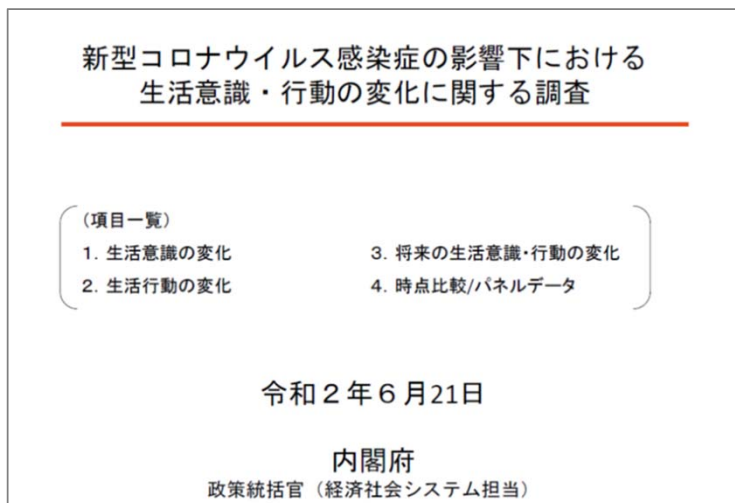 新型コロナウイルス感染症の影響下における
生活意識・行動の変化に関する調査
(項目一覧)
1. 生活意識の変化
2. 生活行動の変化
3. 将来の生活意識・行動の変化
4. 時点比較/パネルデータ
令和２年６月21日
内閣府
政策統括官（経済社会システム担当）